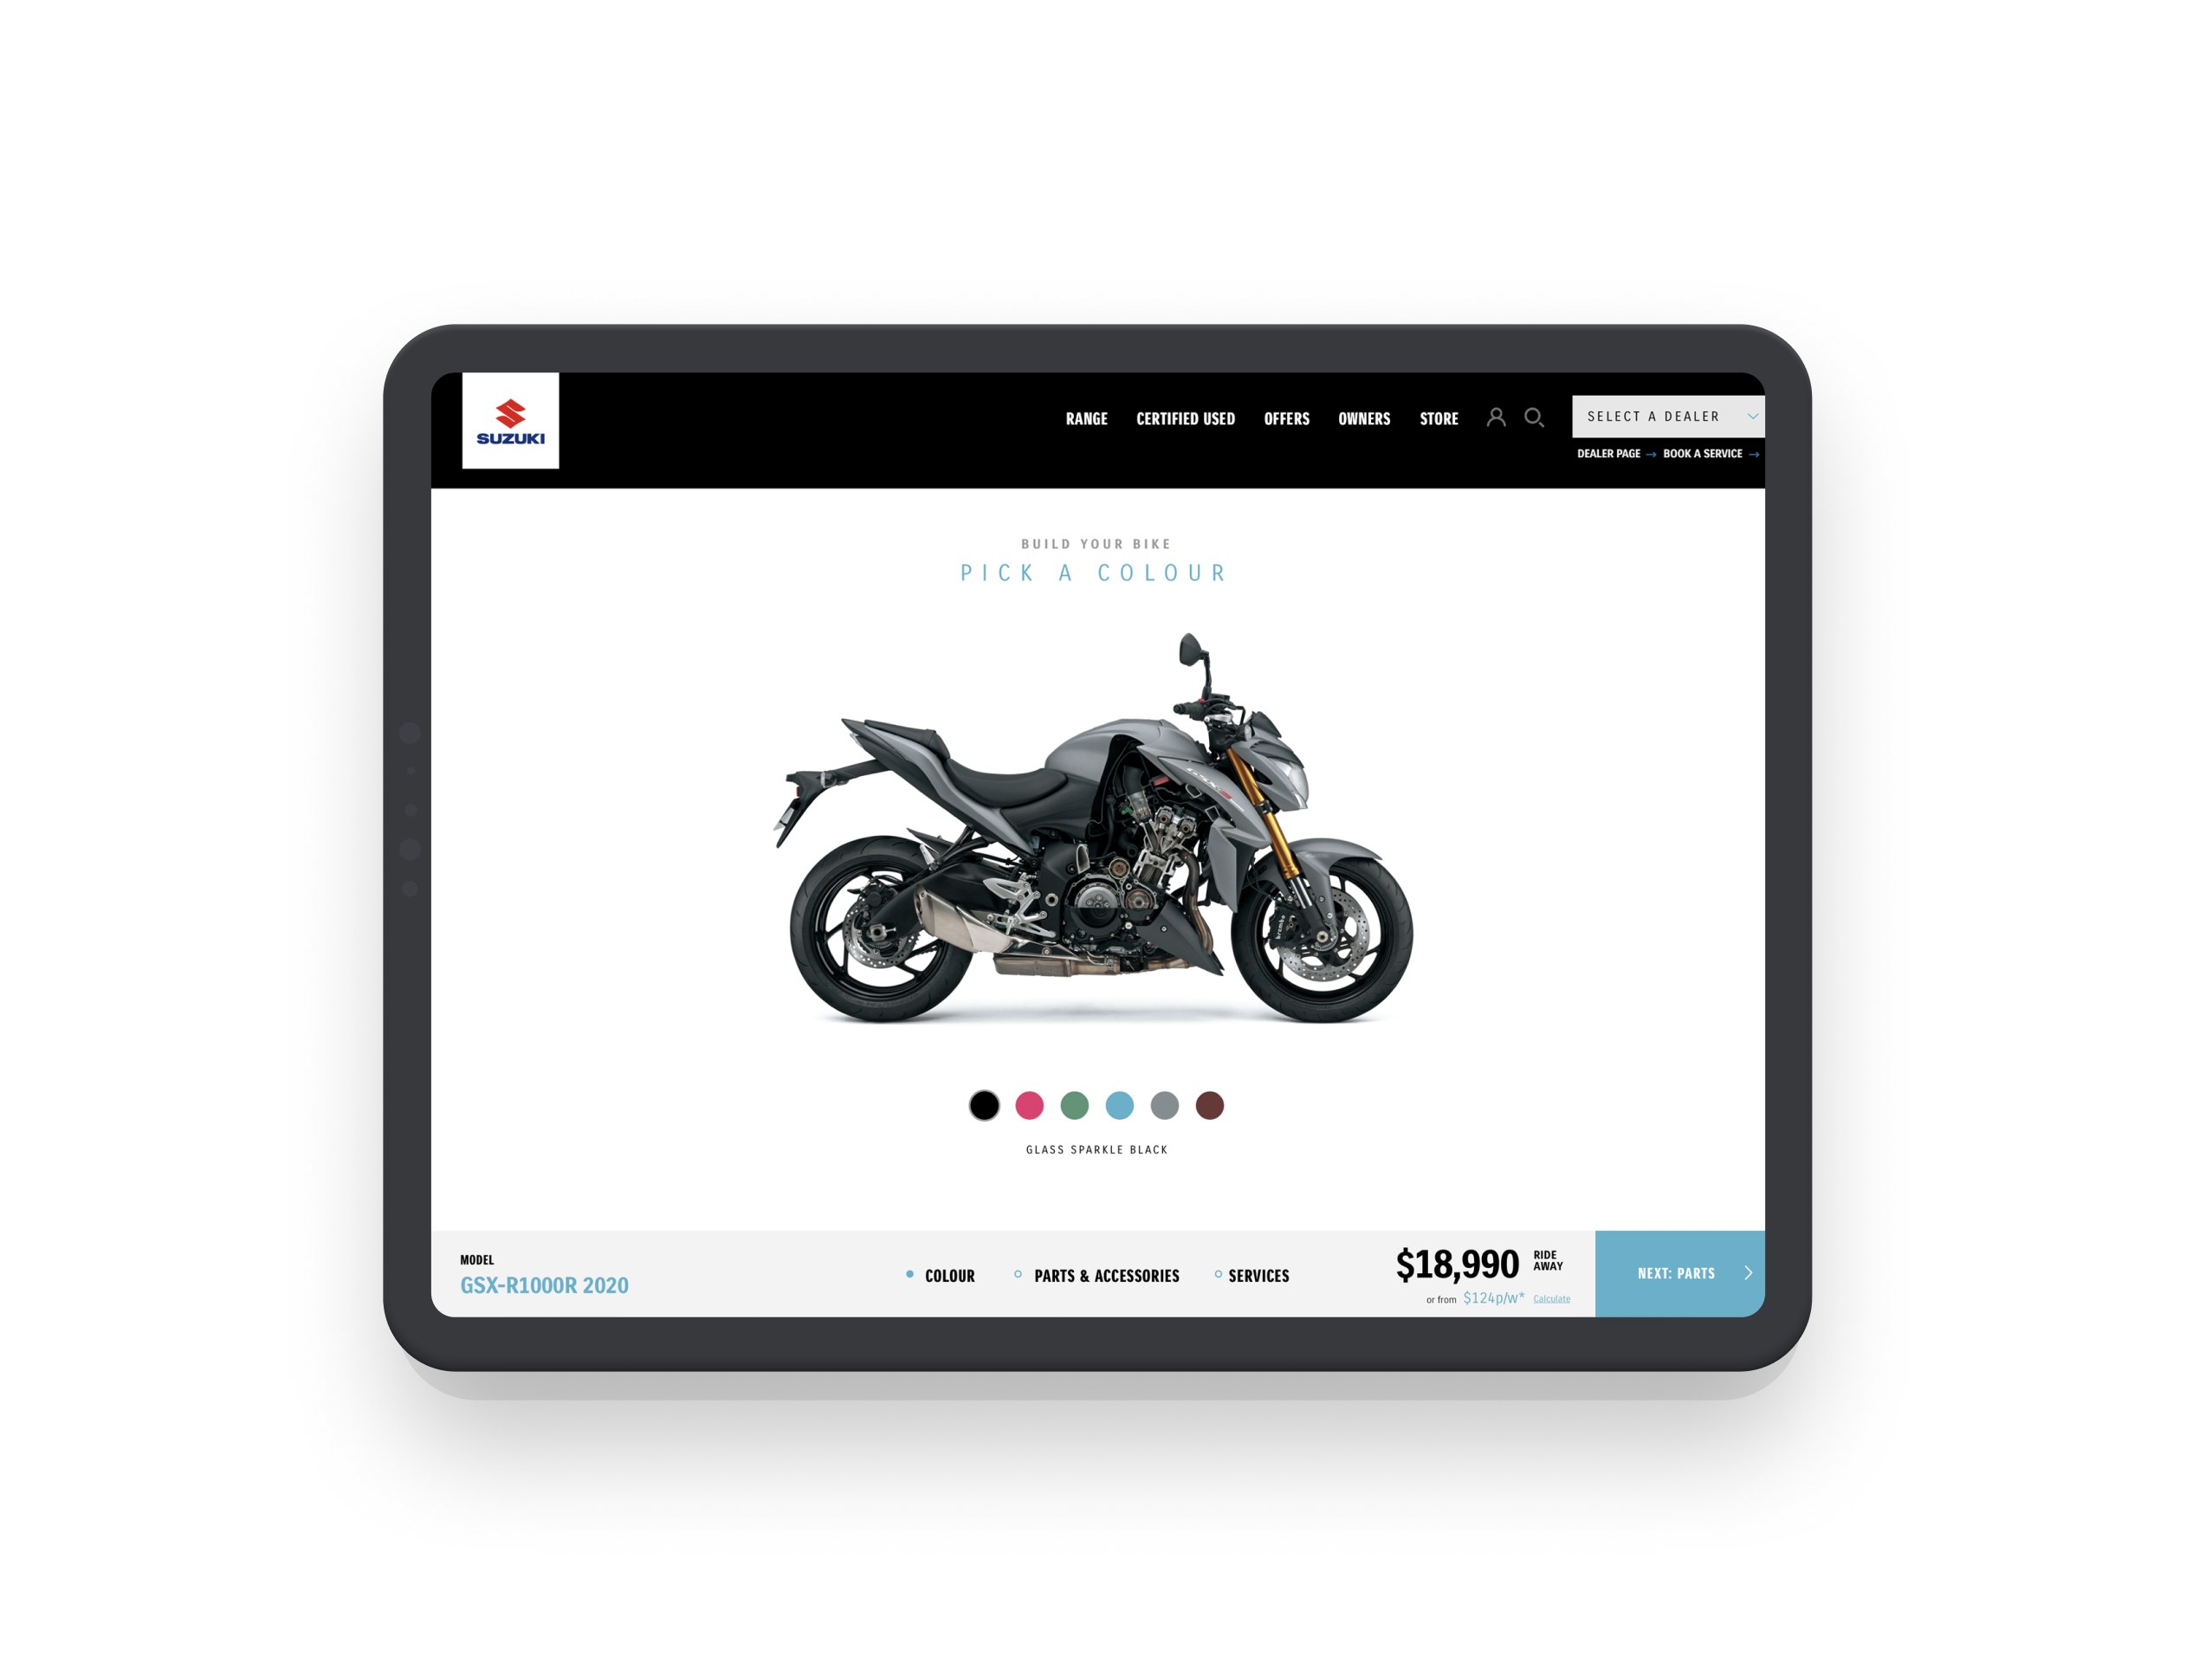 SUZUKI
RANGE CERTIFIED USED OFFERS OWNERS STORE SELECT A DEALER
DEALER PAGE → BOOK A SERVICE →
BUILD YOUR BIKE
PICK A COLOUR
brembo
GLASS SPARKLE BLACK
MODEL
GSX-R1000R 2020
COLOUR PARTS & ACCESSORIES SERVICES
$18,990 RIDE AWAY
or from $124p/w* Calculate
NEXT: PARTS